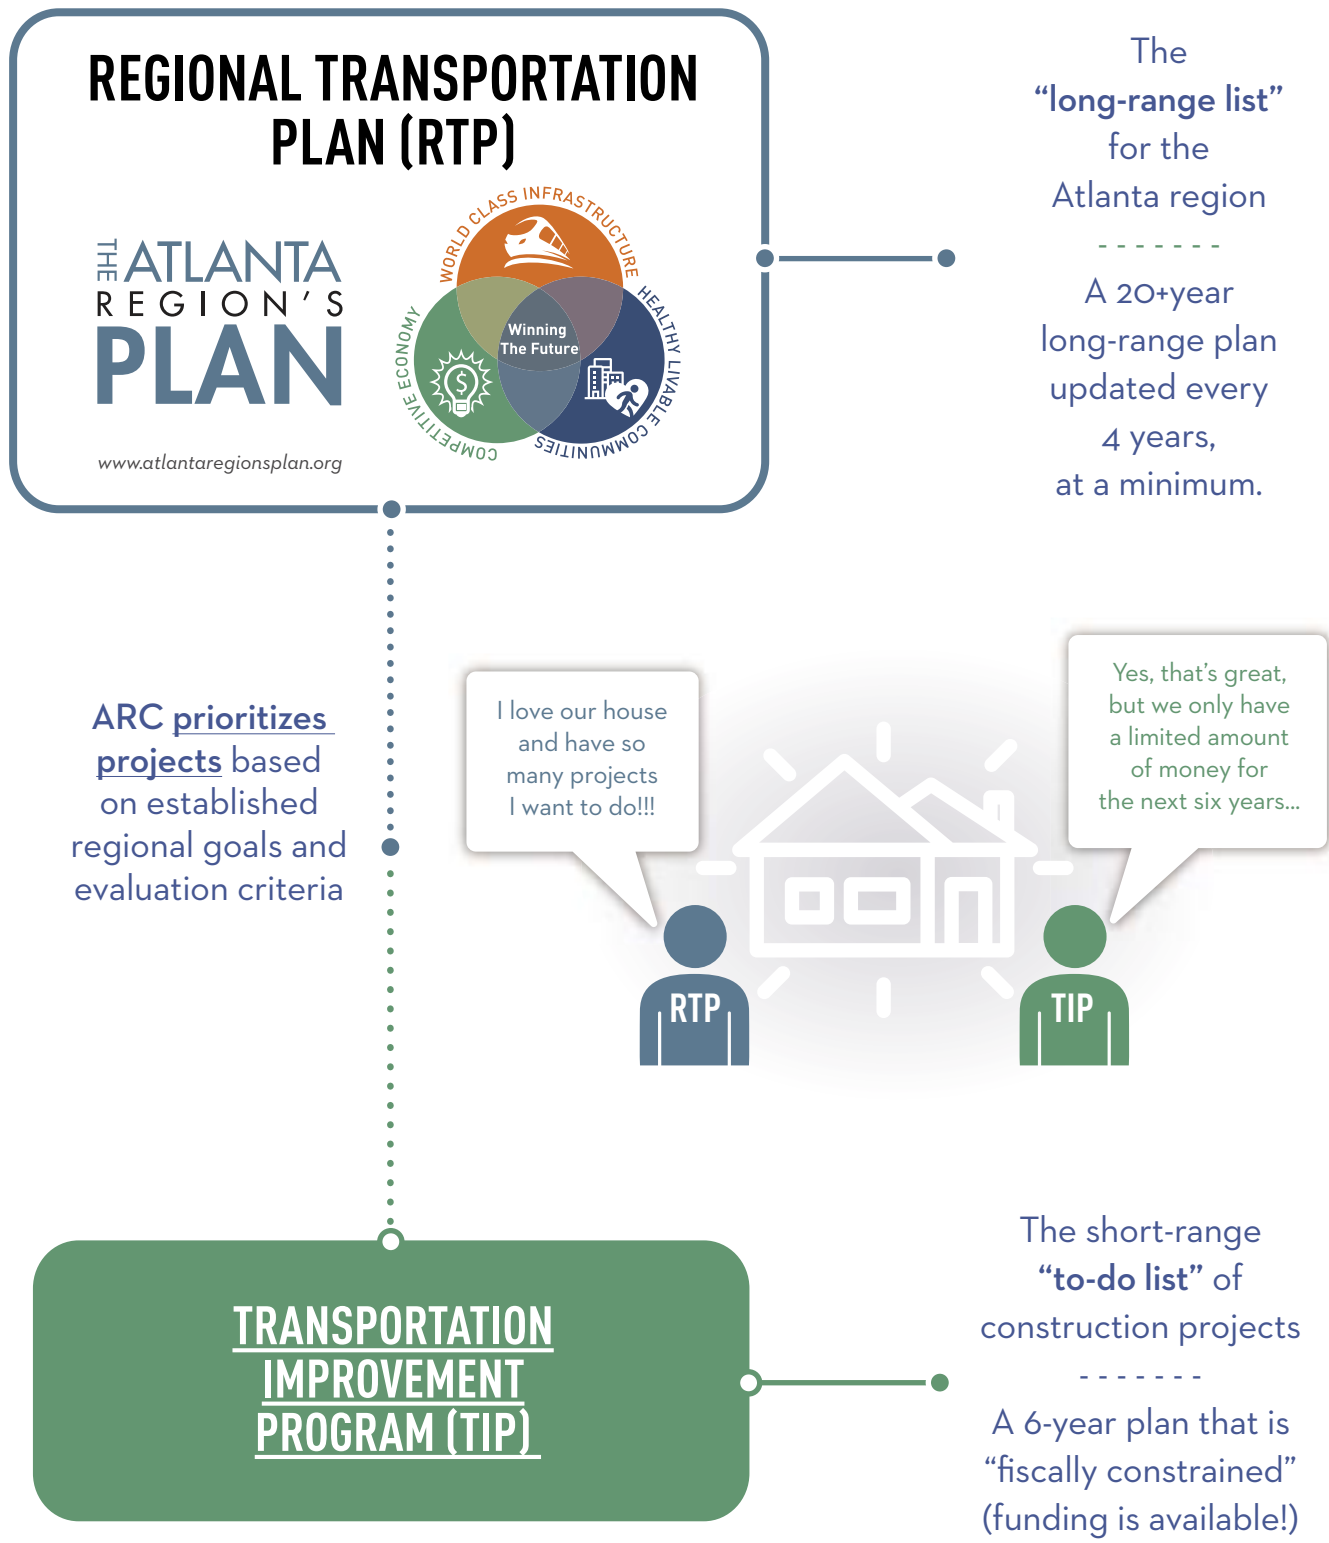 REGIONAL TRANSPORTATION
PLAN (RTP)
THE ATLANTA
REGION'S
PLAN
www.atlantaregionsplan.org
WORLD CLASS INFRASTRUCTURE
HEALTHY LIVABLE COMMUNITIES
COMPETITIVE ECONOMY
Winning
The Future
$
The
“long-range list”
for the
Atlanta region
-------
A 20+year
long-range plan
updated every
4 years,
at a minimum.
ARC prioritizes
projects based
on established
regional goals and
evaluation criteria
I love our house
and have so
many projects
I want to do!!!
Yes, that's great,
but we only have
a limited amount
of money for
the next six years...
RTP
TIP
TRANSPORTATION
IMPROVEMENT
PROGRAM (TIP)
The short-range
“to-do list” of
construction projects
-------
A 6-year plan that is
“fiscally constrained”
(funding is available!)